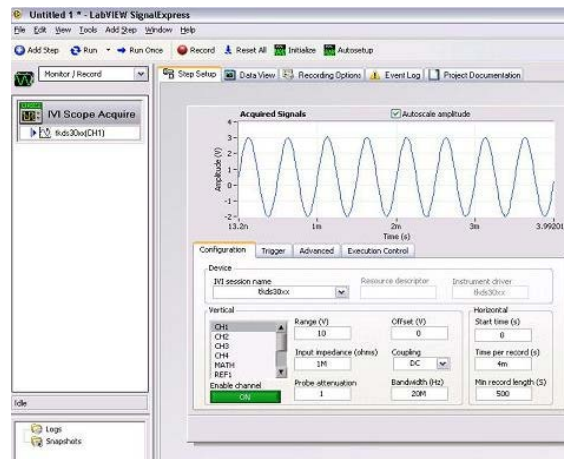 Untitled 1 * - LabVIEW SignalExpress
File Edit View Tools Add Step Window Help
Add Step Run Run Once Record Reset All Initialize Autosetup
Monitor / Record
Step Setup Data View Recording Options Event Log Project Documentation
IVI Scope Acquire
tkds30xx(CH1)
Acquired Signals Autoscale amplitude
Amplitude (V)
4
3
2
1
0
-1
-2
13.2n 1m 2m 3m 3.99201
Time (s)
Configuration Trigger Advanced Execution Control
Device
IVI session name Resource descriptor Instrument driver
tkds30xx tkds30xx
Vertical Horizontal
CH1 Range (V) Offset (V) Start time (s)
CH2 10 0 0
CH3 Input impedance (ohms) Coupling Time per record (s)
CH4 1M DC 4m
MATH
REF1 Probe attenuation Bandwidth (Hz) Min record length (S)
Enable channel 1 20M 500
ON
Idle
Logs
Snapshots